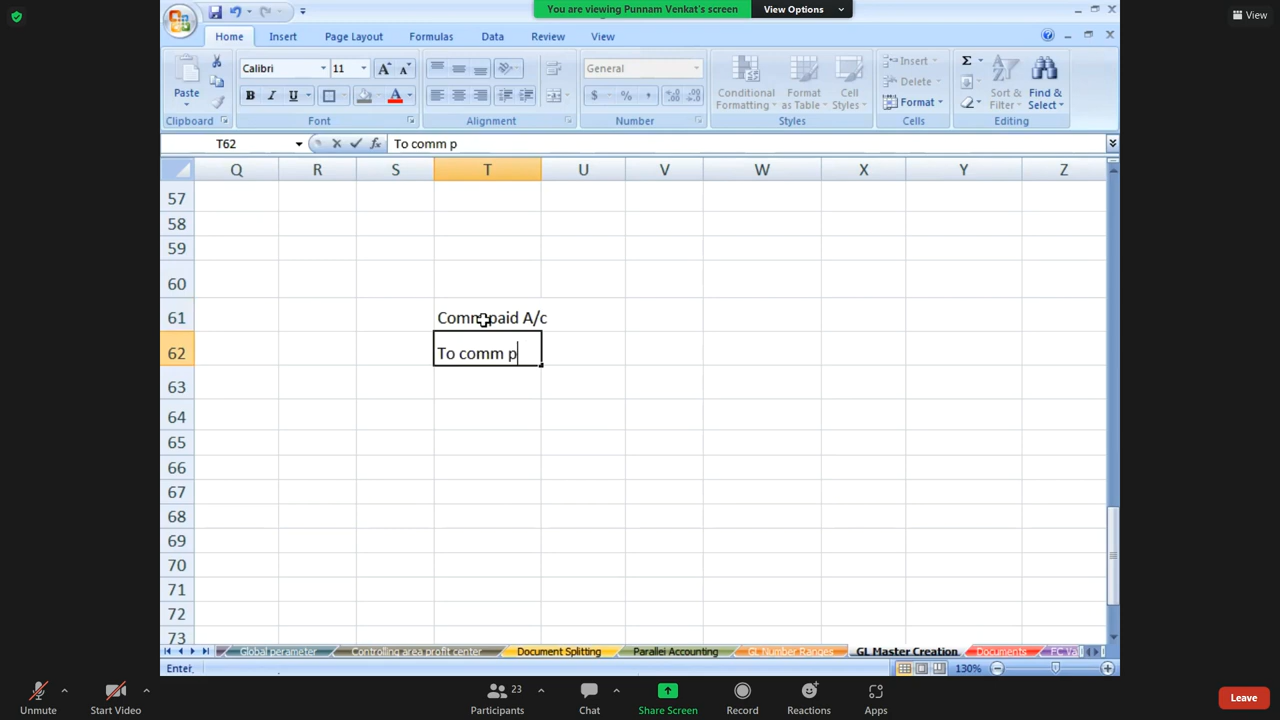 You are viewing Punnam Venkat's screen
View Options
View
Home
Insert
Page Layout
Formulas
Data
Review
View
Paste
Clipboard
Calibri
11
B I U
Font
Alignment
General
$ % ,
Number
Conditional Formatting
Format as Table
Cell Styles
Styles
Insert
Delete
Format
Cells
Σ
Sort & Filter
Find & Select
Editing
T62
fx
To comm p
Q R S T U V W X Y Z
57
58
59
60
61 Comm paid A/c
62 To comm p
63
64
65
66
67
68
69
70
71
72
73
Global perameter
Controlling area profit center
Document Splitting
Parallel Accounting
GL Number Ranges
GL Master Creation
Documents
FC Va
Enter
130%
Unmute
Start Video
23
Participants
Chat
Share Screen
Record
Reactions
Apps
Leave